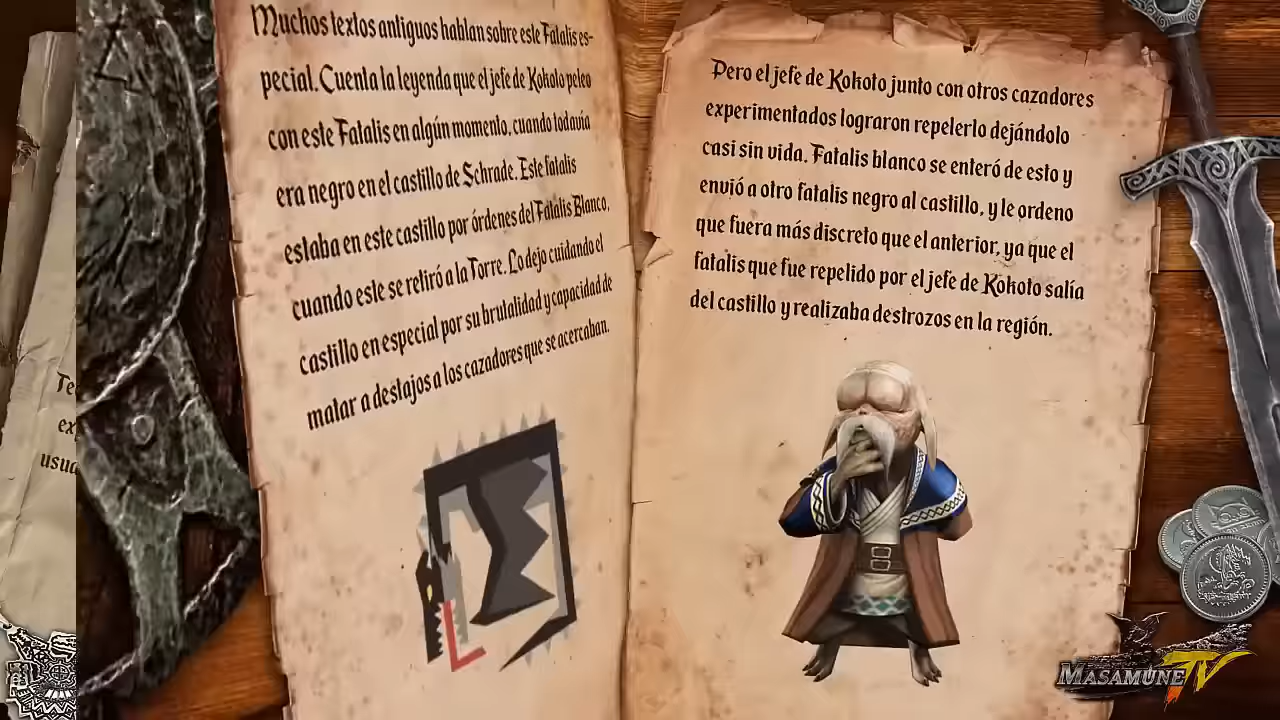 Muchos textos antiguos hablan sobre este Fatalis es-
pecial. Cuenta la leyenda que el jefe de Kokoto peleo
con este Fatalis en algún momento, cuando todavía
era negro en el castillo de Schrade. Este fatalis
estaba en este castillo por órdenes del Fatalis Blanco,
cuando este se retiró a la Torre. Lo dejo cuidando el
castillo en especial por su brutalidad y capacidad de
matar a destajos a los cazadores que se acercaban.
Pero el jefe de Kokoto junto con otros cazadores
experimentados lograron repelerlo dejándolo
casi sin vida. Fatalis blanco se enteró de esto y
envió a otro fatalis negro al castillo, y le ordeno
que fuera más discreto que el anterior, ya que el
fatalis que fue repelido por el jefe de Kokoto salía
del castillo y realizaba destrozos en la región.
Te
ex
usua
MASAMUNE TV